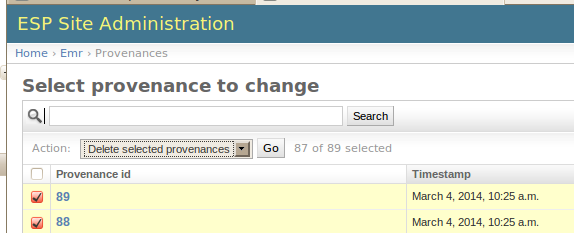 ESP Site Administration
Home › Emr › Provenances
Select provenance to change
Search
Action: Delete selected provenances Go 87 of 89 selected
Provenance id Timestamp
89 March 4, 2014, 10:25 a.m.
88 March 4, 2014, 10:25 a.m.